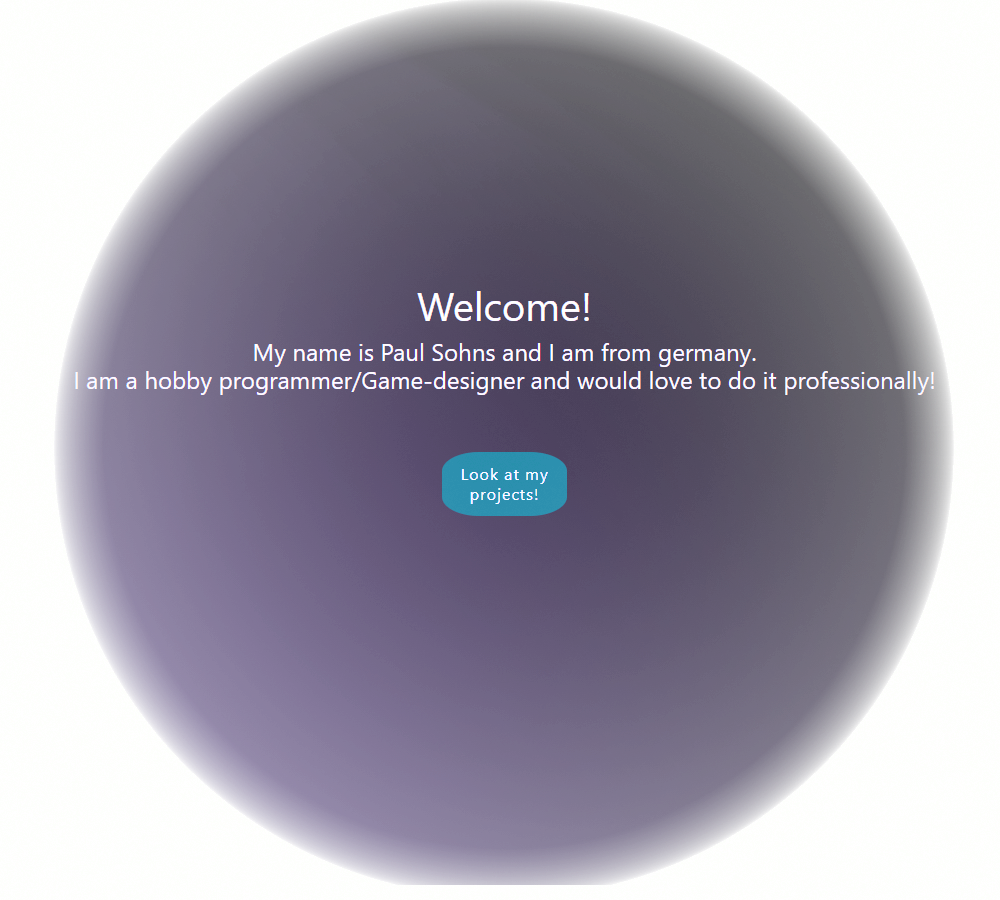 Welcome!
My name is Paul Sohns and I am from germany.
I am a hobby programmer/Game-designer and would love to do it professionally!
Look at my
projects!